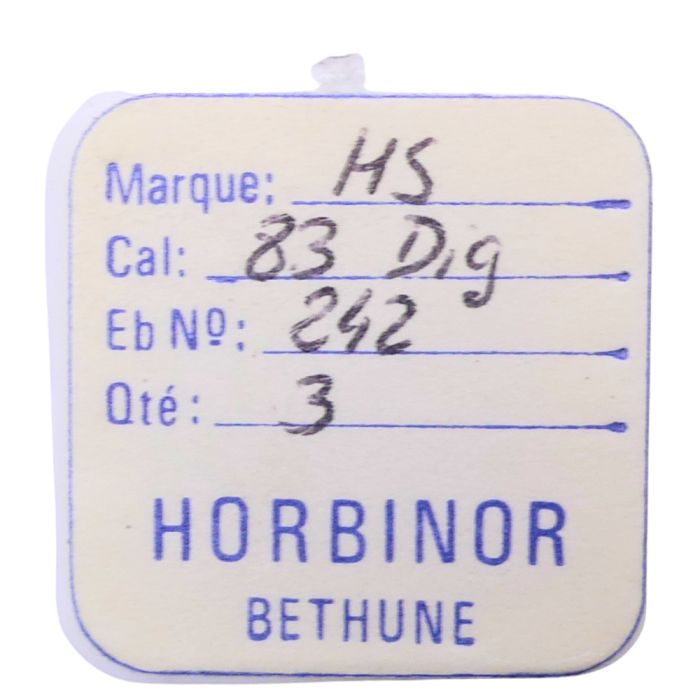 Marque: HS
Cal: 83 Dig
Eb Nº: 242
Qté: 3
HORBINOR
BETHUNE